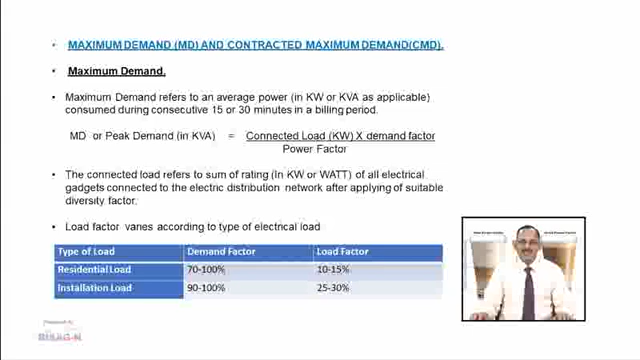 MAXIMUM DEMAND (MD) AND CONTRACTED MAXIMUM DEMAND(CMD).
Maximum Demand.
Maximum Demand refers to an average power (in KW or KVA as applicable)
consumed during consecutive 15 or 30 minutes in a billing period.
MD or Peak Demand (in KVA) = Connected Load (KW) X demand factor
Power Factor
The connected load refers to sum of rating (In KW or WATT) of all electrical
gadgets connected to the electric distribution network after applying of suitable
diversity factor.
Load factor varies according to type of electrical load
Type of Load Demand Factor Load Factor
Residential Load 70-100% 10-15%
Installation Load 90-100% 25-30%